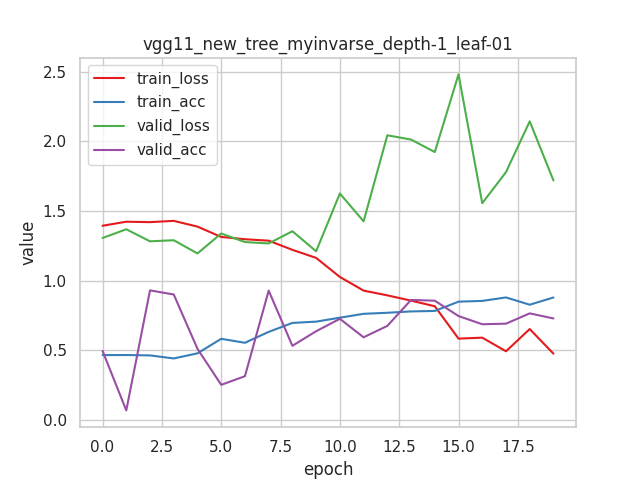 vgg11_new_tree_myinvarse_depth-1_leaf-01
train_loss
train_acc
valid_loss
valid_acc
2.5
2.0
1.5
1.0
0.5
0.0
value
0.0 2.5 5.0 7.5 10.0 12.5 15.0 17.5
epoch